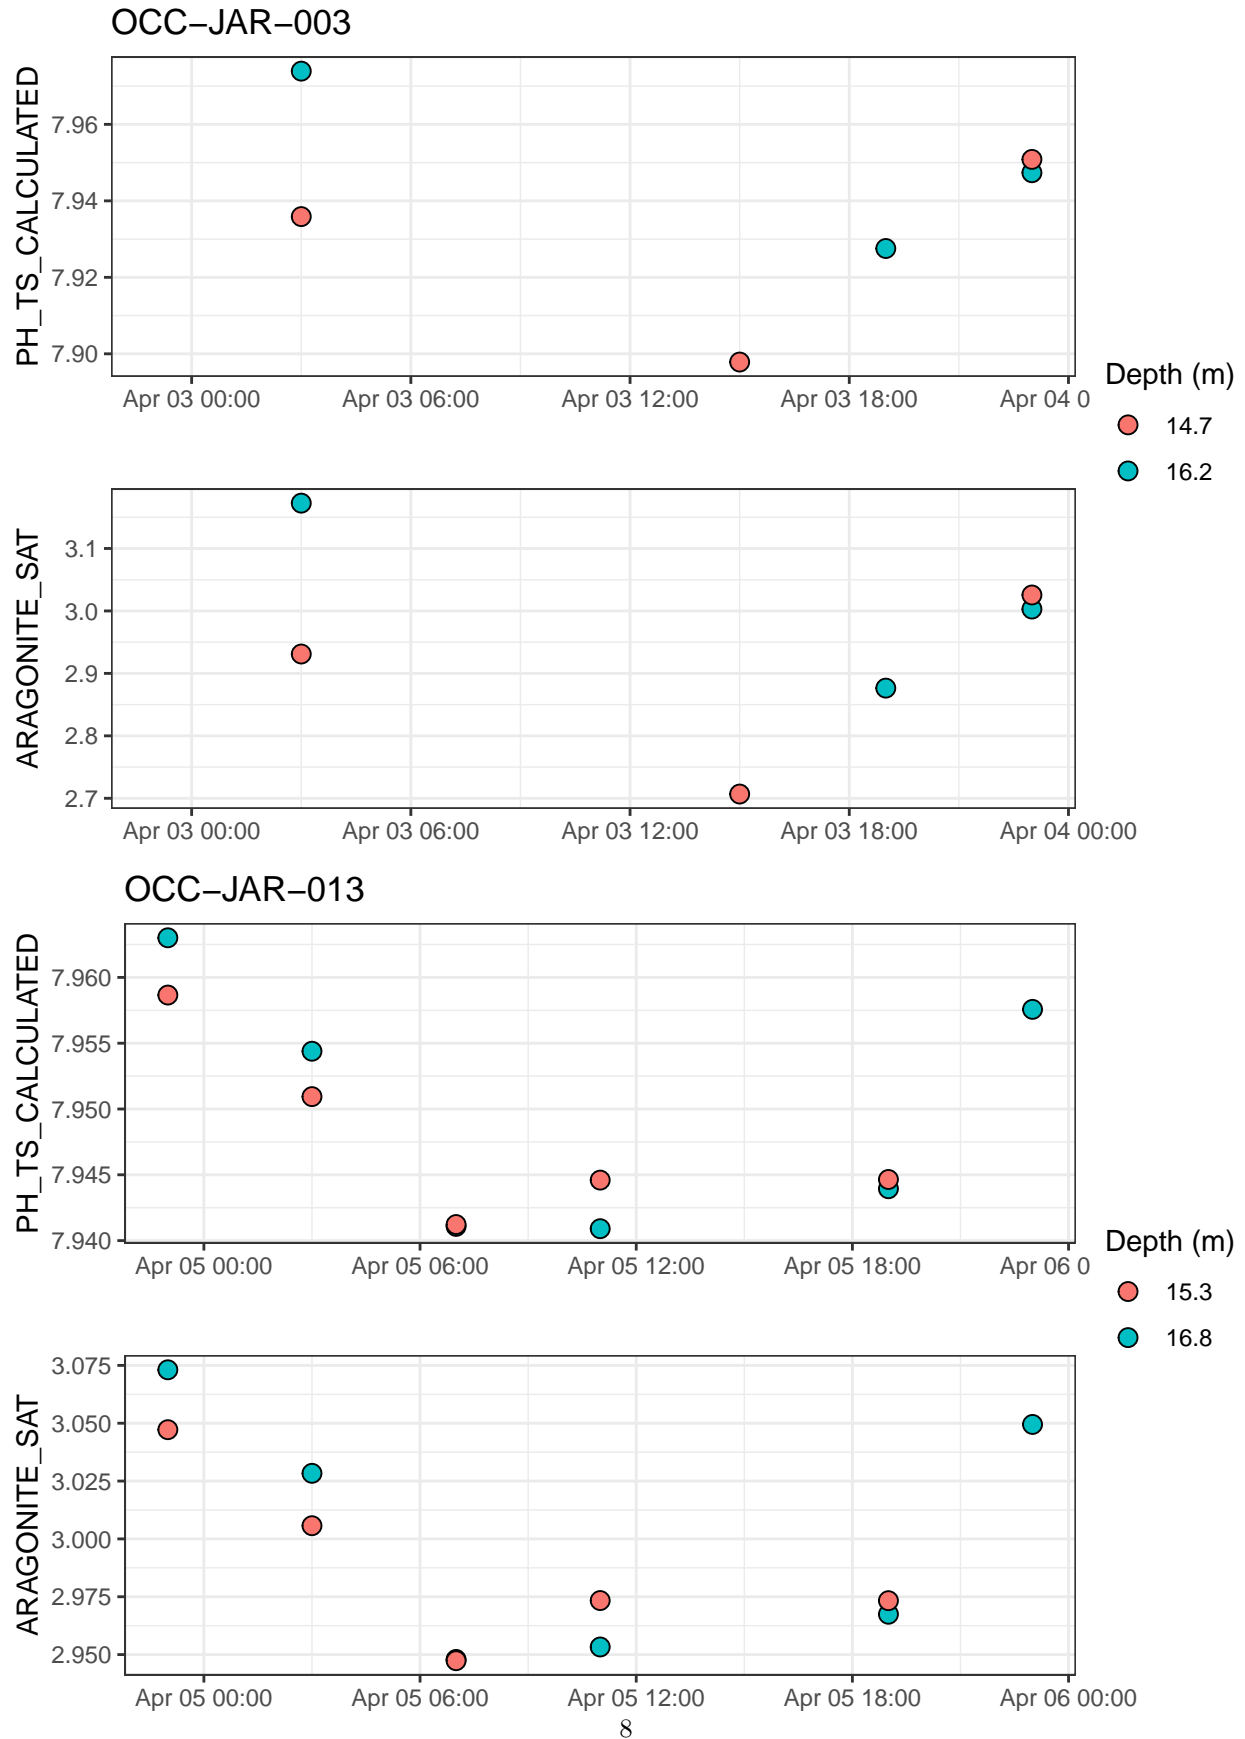 OCC−JAR−003
PH_TS_CALCULATED
7.96
7.94
7.92
7.90
Apr 03 00:00 Apr 03 06:00 Apr 03 12:00 Apr 03 18:00 Apr 04 0
Depth (m)
14.7
16.2
ARAGONITE_SAT
3.1
3.0
2.9
2.8
2.7
Apr 03 00:00 Apr 03 06:00 Apr 03 12:00 Apr 03 18:00 Apr 04 00:00
OCC−JAR−013
PH_TS_CALCULATED
7.960
7.955
7.950
7.945
7.940
Apr 05 00:00 Apr 05 06:00 Apr 05 12:00 Apr 05 18:00 Apr 06 0
Depth (m)
15.3
16.8
ARAGONITE_SAT
3.075
3.050
3.025
3.000
2.975
2.950
Apr 05 00:00 Apr 05 06:00 Apr 05 12:00 Apr 05 18:00 Apr 06 00:00
8